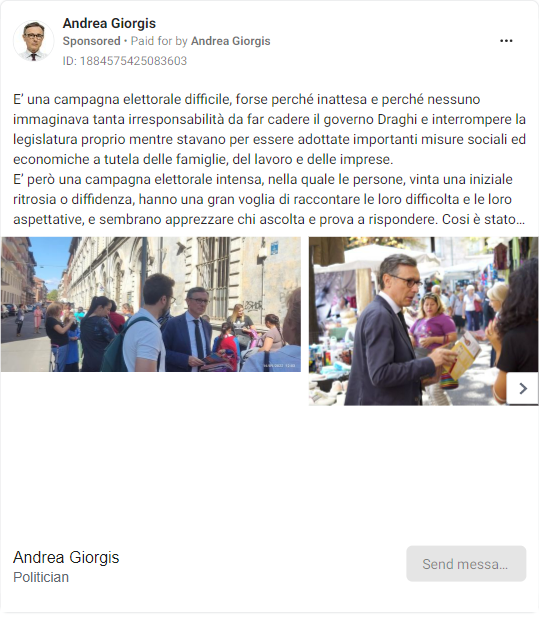 Andrea Giorgis
Sponsored • Paid for by Andrea Giorgis
ID: 1884575425083603
E' una campagna elettorale difficile, forse perché inattesa e perché nessuno
immaginava tanta irresponsabilità da far cadere il governo Draghi e interrompere la
legislatura proprio mentre stavano per essere adottate importanti misure sociali ed
economiche a tutela delle famiglie, del lavoro e delle imprese.
E' però una campagna elettorale intensa, nella quale le persone, vinta una iniziale
ritrosia o diffidenza, hanno una gran voglia di raccontare le loro difficolta e le loro
aspettative, e sembrano apprezzare chi ascolta e prova a rispondere. Cosi è stato...
Andrea Giorgis
Politician
Send messa...